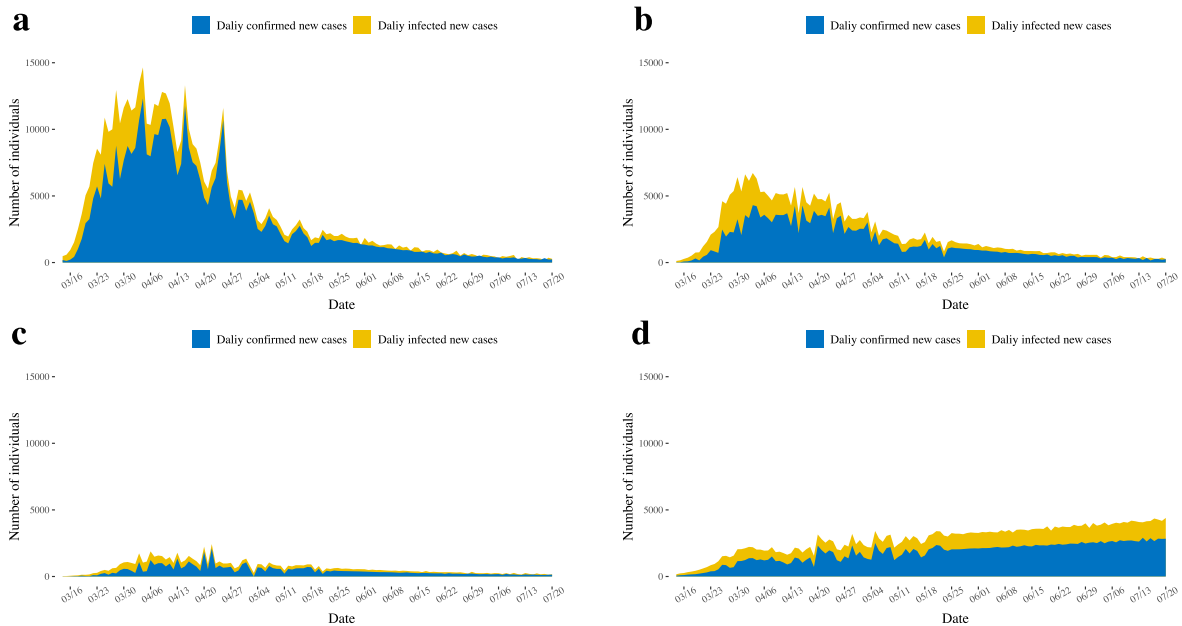 a
Daliy confirmed new cases Daliy infected new cases
15000
10000
5000
0
Number of individuals
03/16 03/23 03/30 04/06 04/13 04/20 04/27 05/04 05/11 05/18 05/25 06/01 06/08 06/15 06/22 06/29 07/06 07/13 07/20
Date
b
Daliy confirmed new cases Daliy infected new cases
15000
10000
5000
0
Number of individuals
03/16 03/23 03/30 04/06 04/13 04/20 04/27 05/04 05/11 05/18 05/25 06/01 06/08 06/15 06/22 06/29 07/06 07/13 07/20
Date
c
Daliy confirmed new cases Daliy infected new cases
15000
10000
5000
0
Number of individuals
03/16 03/23 03/30 04/06 04/13 04/20 04/27 05/04 05/11 05/18 05/25 06/01 06/08 06/15 06/22 06/29 07/06 07/13 07/20
Date
d
Daliy confirmed new cases Daliy infected new cases
15000
10000
5000
0
Number of individuals
03/16 03/23 03/30 04/06 04/13 04/20 04/27 05/04 05/11 05/18 05/25 06/01 06/08 06/15 06/22 06/29 07/06 07/13 07/20
Date